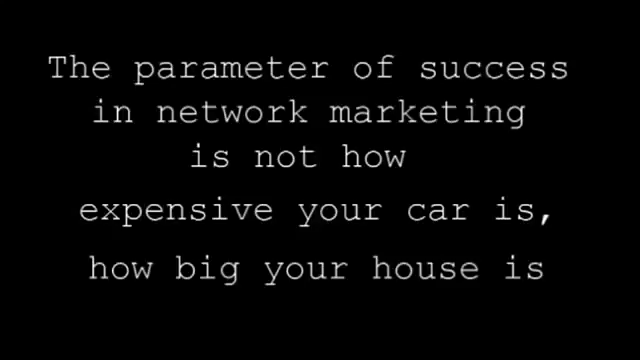 The parameter of success
in network marketing
is not how
expensive your car is,
how big your house is